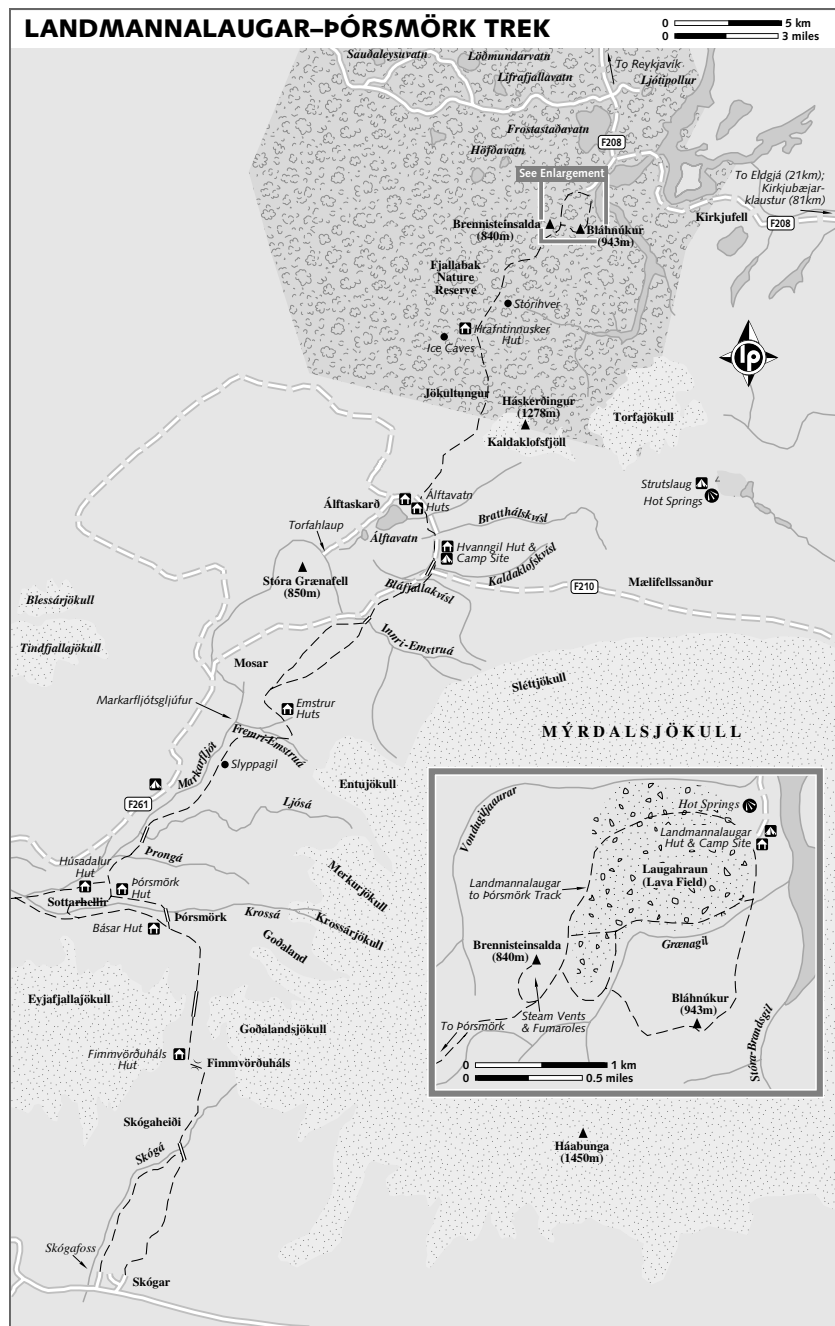 LANDMANNALAUGAR–ÞÓRSMÖRK TREK
0 5 km
0 3 miles
Sauðaleysuvatn
Löðmundarvatn
Lifrafjallavatn
To Reykjavík
Ljótipollur
Frostastaðavatn
Höfðavatn
F208
See Enlargement
To Eldgjá (21km);
Kirkjubæjar-
klaustur (81km)
Kirkjufell
F208
Brennisteinsalda
(840m)
Bláhnúkur
(943m)
Fjallabak
Nature
Reserve
Stórihver
Hrafntinnusker
Hut
Ice Caves
lp
Jökultungur
Háskerðingur
(1278m)
Torfajökull
Kaldaklofsfjöll
Strutslaug
Hot Springs
Álftaskarð
Álftavatn
Huts
Torfahlaup
Álftavatn
Bratthálskvísl
Hvanngil Hut &
Camp Site
Kaldaklofskvísl
Stóra Grænafell
(850m)
Bláfjallakvísl
F210
Mælifellssanður
Blessárjökull
Tindfjallajökull
Innri-Emstruá
Mosar
Sléttjökull
Markarfljótsgljúfur
Emstrur
Huts
Fremri-Emstruá
MÝRDALSJÖKULL
Markarfljót
Slyppagil
Entujökull
F261
Ljósá
Þrongá
Húsadalur
Hut
Þórsmörk
Hut
Merkurjökull
Sottarhellir
Þórsmörk
Krossá
Krossárjökull
Básar Hut
Goðaland
Eyjafjallajökull
Goðalandsjökull
Fimmvörðuháls
Hut
Fimmvörðuháls
Skógaheiði
Skógá
Skógafoss
Skógar
Háabunga
(1450m)
Vondugiljaaurar
Hot Springs
Landmannalaugar
Hut & Camp Site
Laugahraun
(Lava Field)
Landmannalaugar
to Þórsmörk Track
Grænagil
Brennisteinsalda
(840m)
Steam Vents
& Fumaroles
Bláhnúkur
(943m)
To Þórsmörk
Stóra-Brandsgil
0 1 km
0 0.5 miles